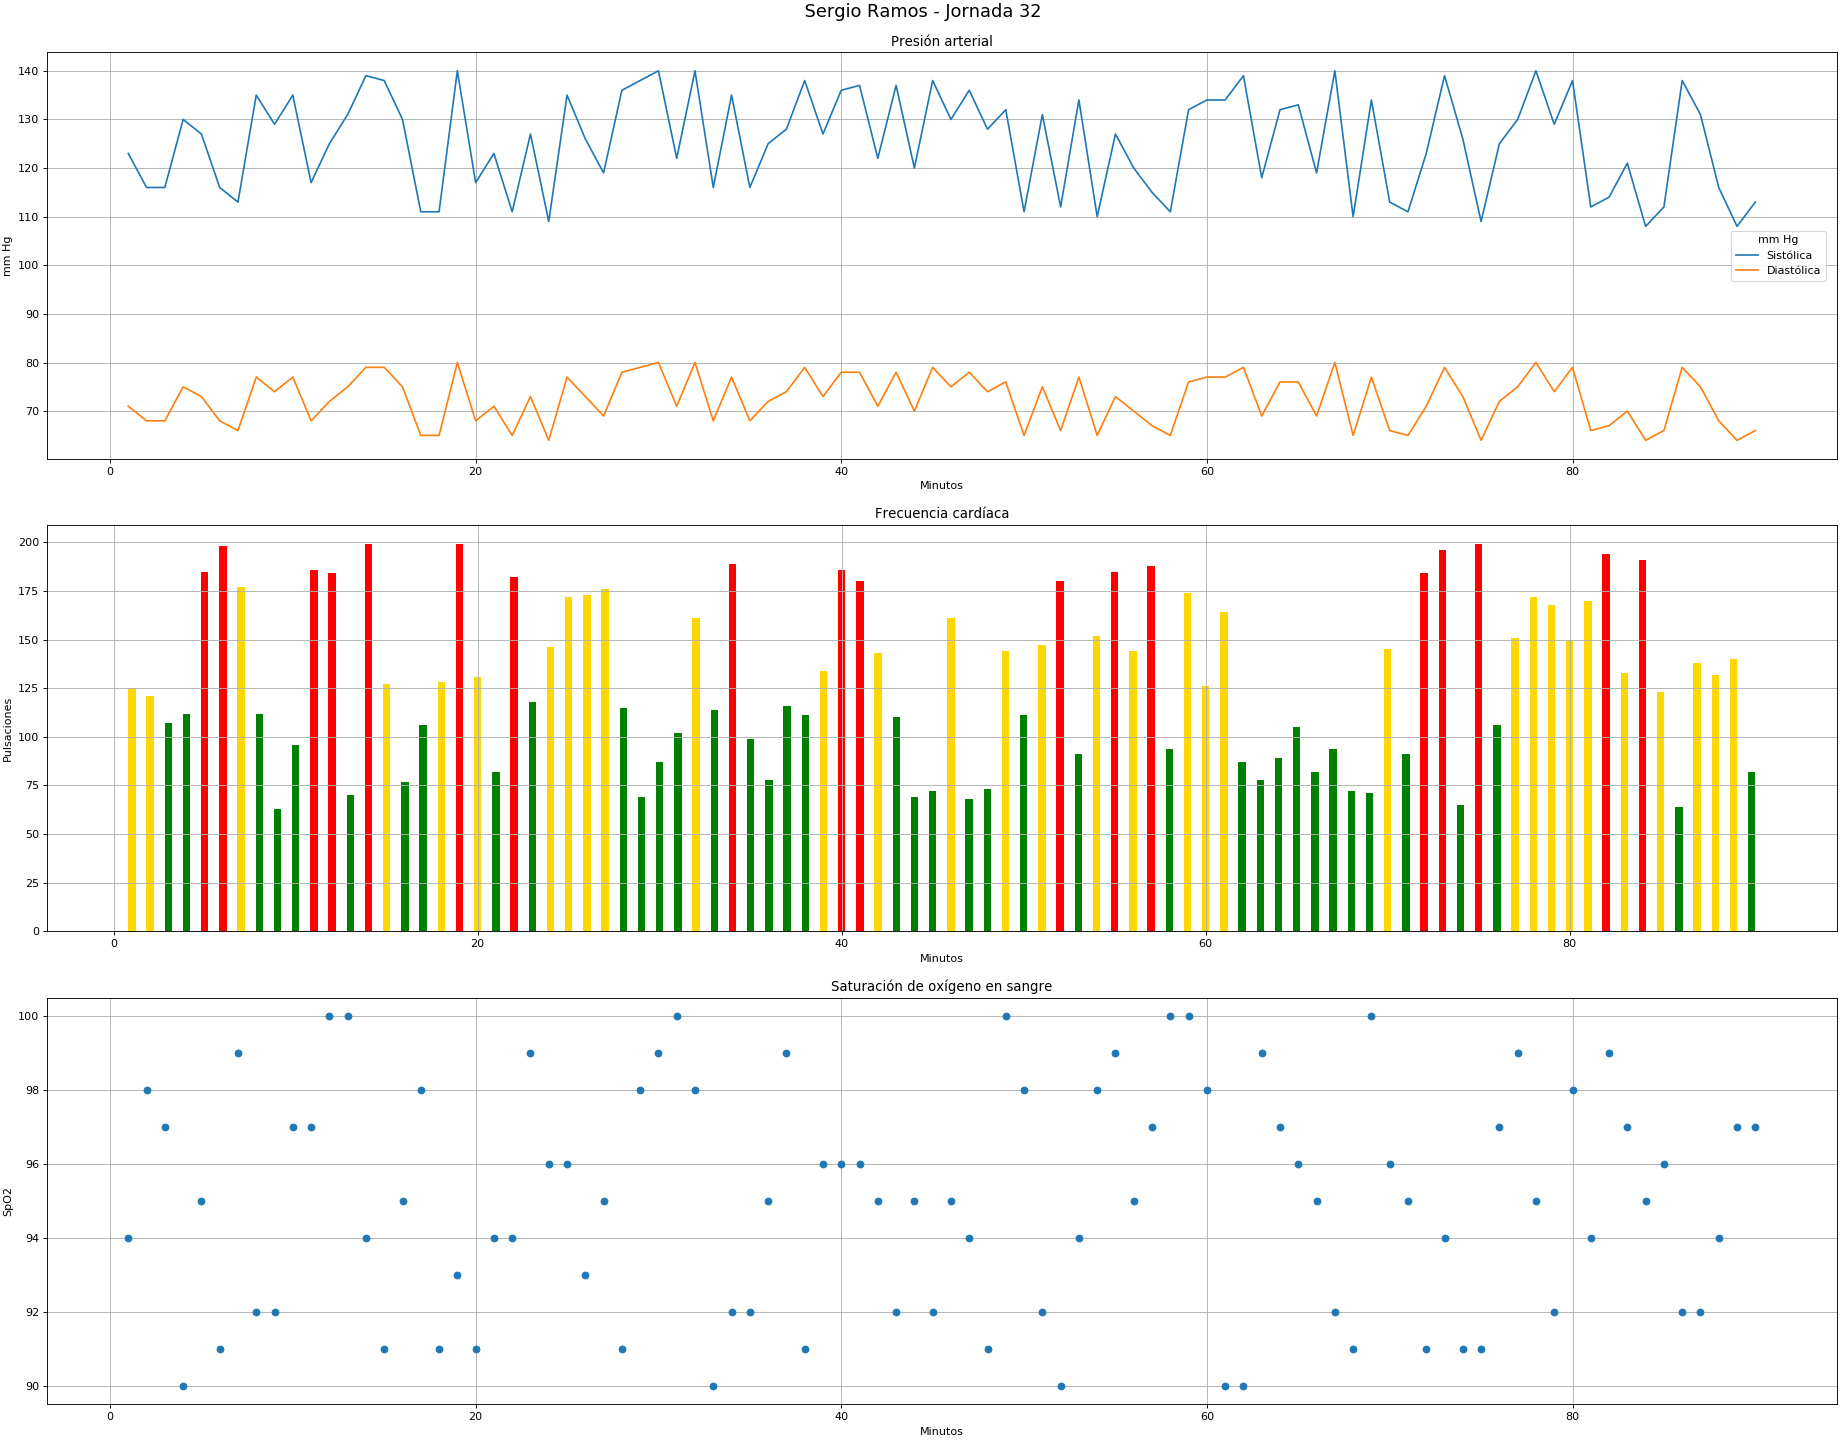 Sergio Ramos - Jornada 32
Presión arterial
mm Hg
140
130
120
110
100
90
80
70
mm Hg
Sistólica
Diastólica
0 20 40 60 80
Minutos
Frecuencia cardíaca
Pulsaciones
200
175
150
125
100
75
50
25
0
0 20 40 60 80
Minutos
Saturación de oxígeno en sangre
SpO2
100
98
96
94
92
90
0 20 40 60 80
Minutos